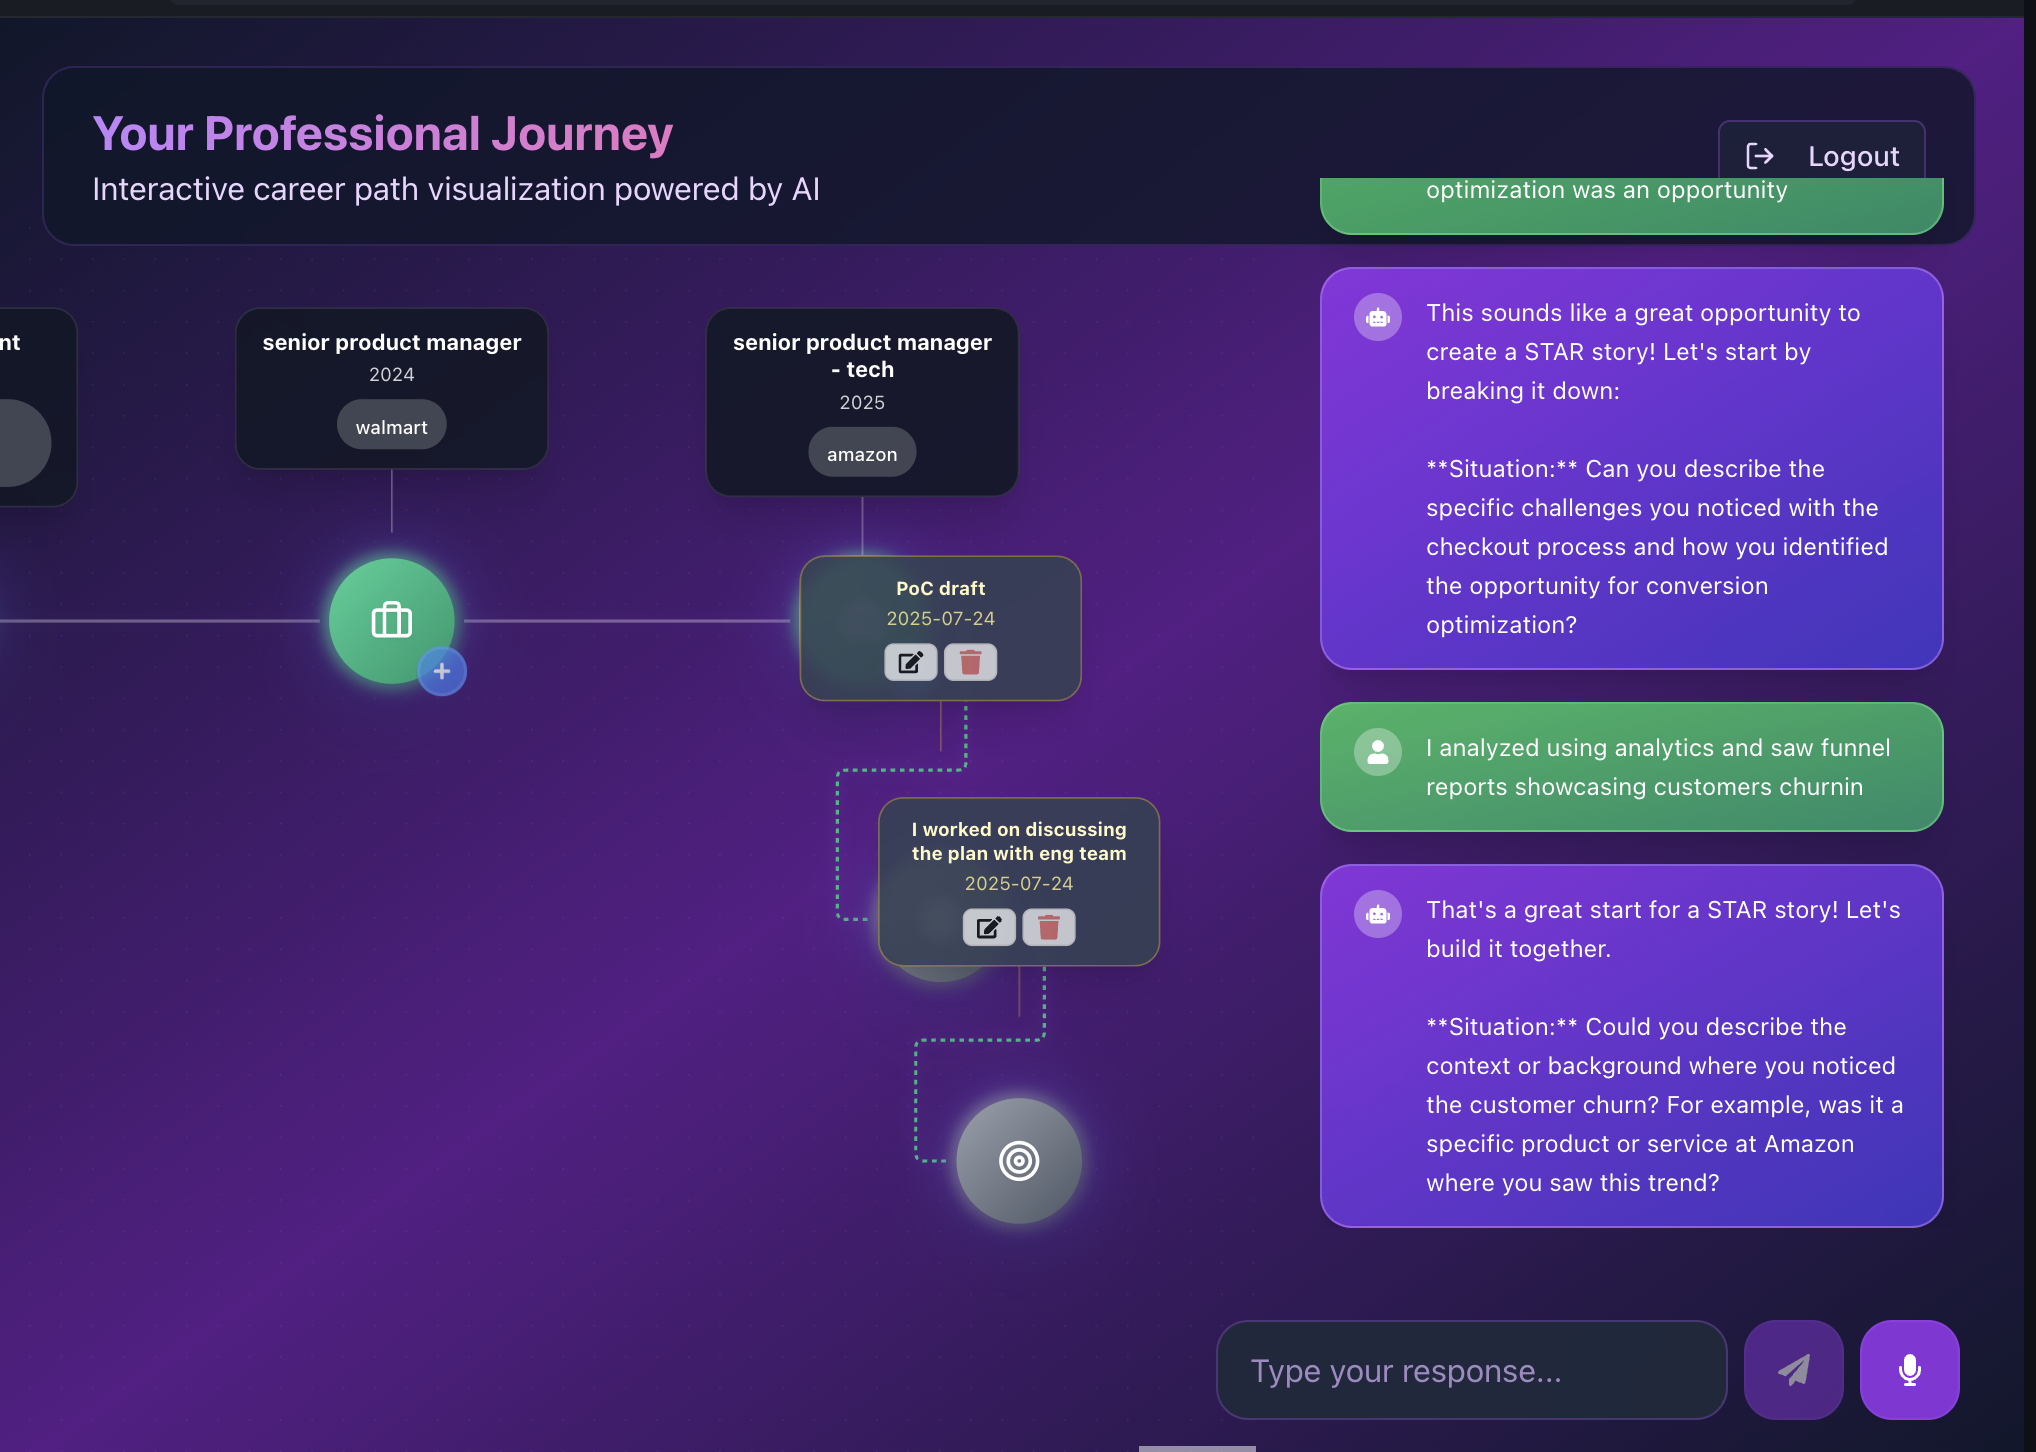 Your Professional Journey
Interactive career path visualization powered by AI
Logout
nt
senior product manager
2024
walmart
senior product manager
- tech
2025
amazon
PoC draft
2025-07-24
I worked on discussing
the plan with eng team
2025-07-24
optimization was an opportunity
This sounds like a great opportunity to
create a STAR story! Let's start by
breaking it down:
**Situation:** Can you describe the
specific challenges you noticed with the
checkout process and how you identified
the opportunity for conversion
optimization?
I analyzed using analytics and saw funnel
reports showcasing customers churnin
That's a great start for a STAR story! Let's
build it together.
**Situation:** Could you describe the
context or background where you noticed
the customer churn? For example, was it a
specific product or service at Amazon
where you saw this trend?
Type your response...